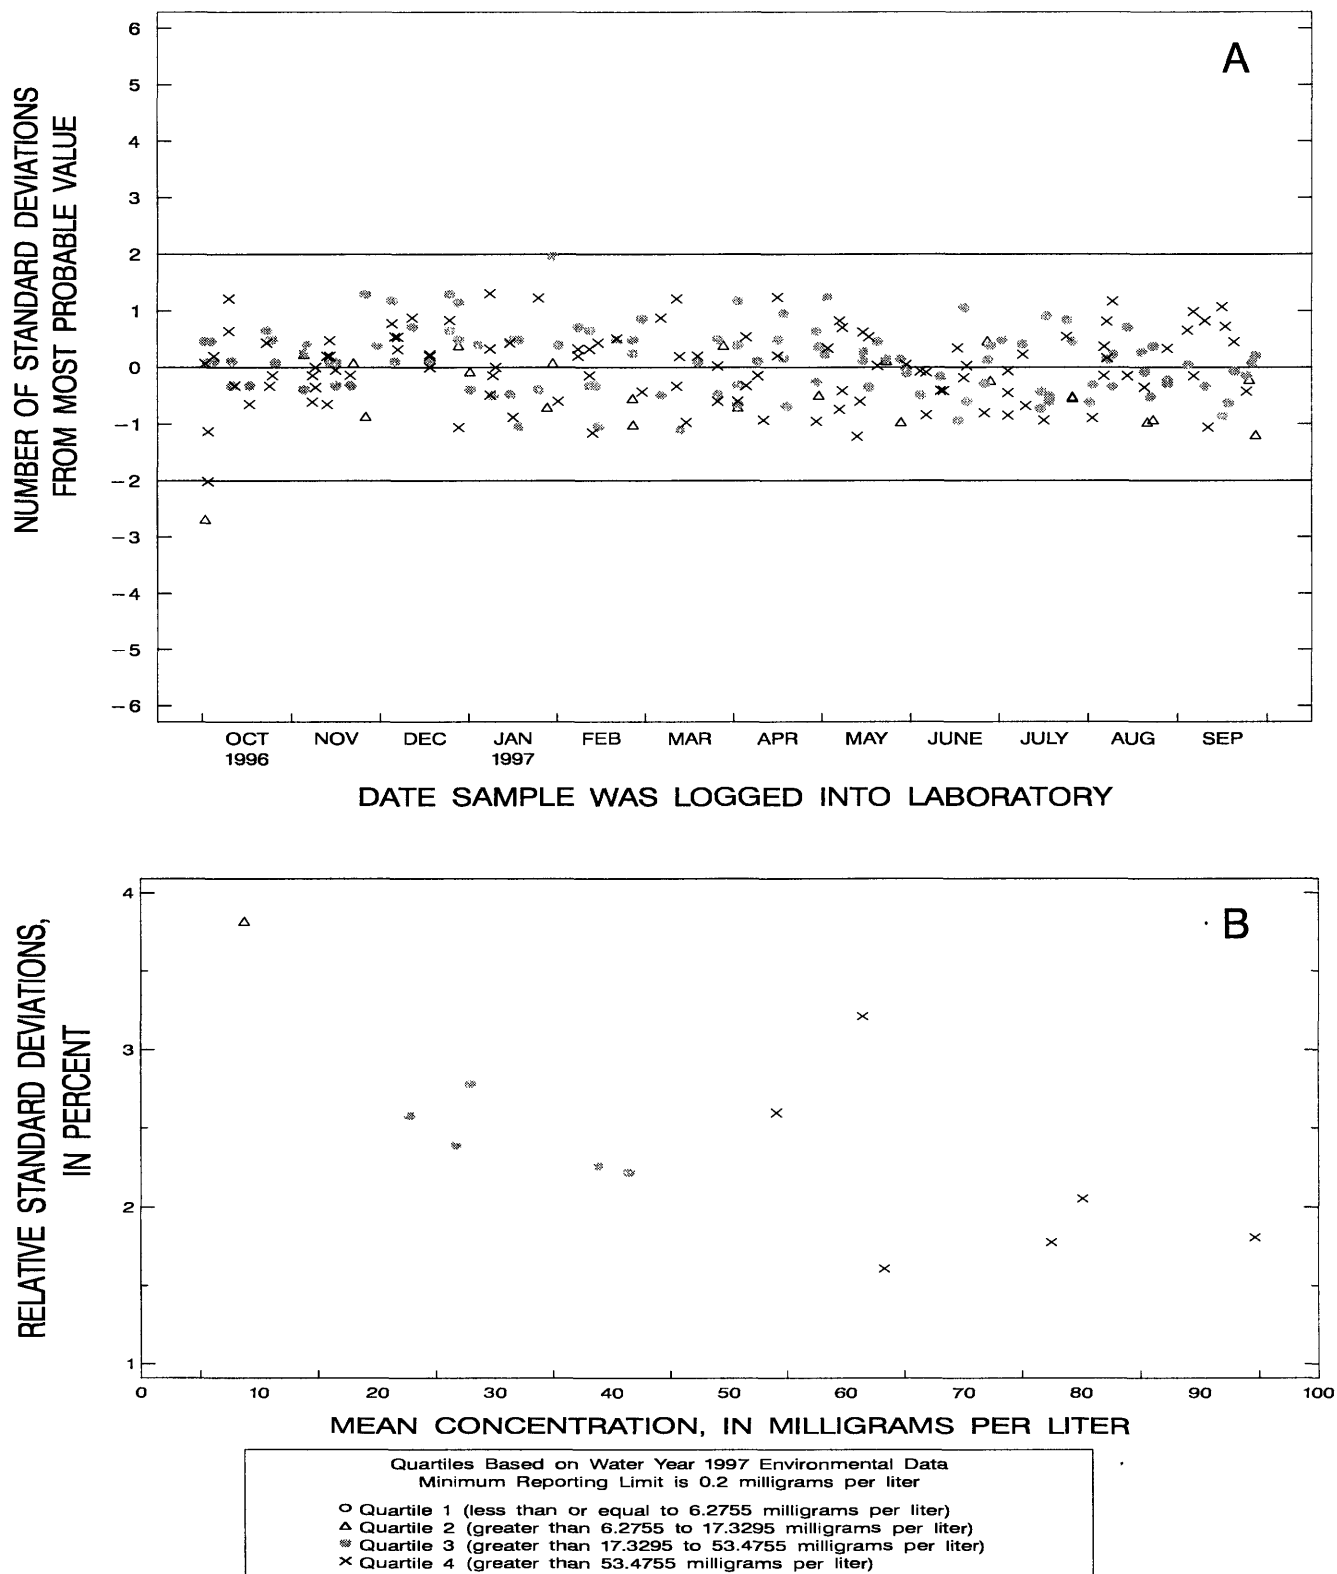 A
NUMBER OF STANDARD DEVIATIONS
FROM MOST PROBABLE VALUE
6
5
4
3
2
1
0
−1
−2
−3
−4
−5
−6
OCT NOV DEC JAN FEB MAR APR MAY JUNE JULY AUG SEP
1996 1997
DATE SAMPLE WAS LOGGED INTO LABORATORY
B
RELATIVE STANDARD DEVIATIONS,
IN PERCENT
4
3
2
1
0 10 20 30 40 50 60 70 80 90 100
MEAN CONCENTRATION, IN MILLIGRAMS PER LITER
Quartiles Based on Water Year 1997 Environmental Data
Minimum Reporting Limit is 0.2 milligrams per liter
Quartile 1 (less than or equal to 6.2755 milligrams per liter)
Quartile 2 (greater than 6.2755 to 17.3295 milligrams per liter)
Quartile 3 (greater than 17.3295 to 53.4755 milligrams per liter)
Quartile 4 (greater than 53.4755 milligrams per liter)